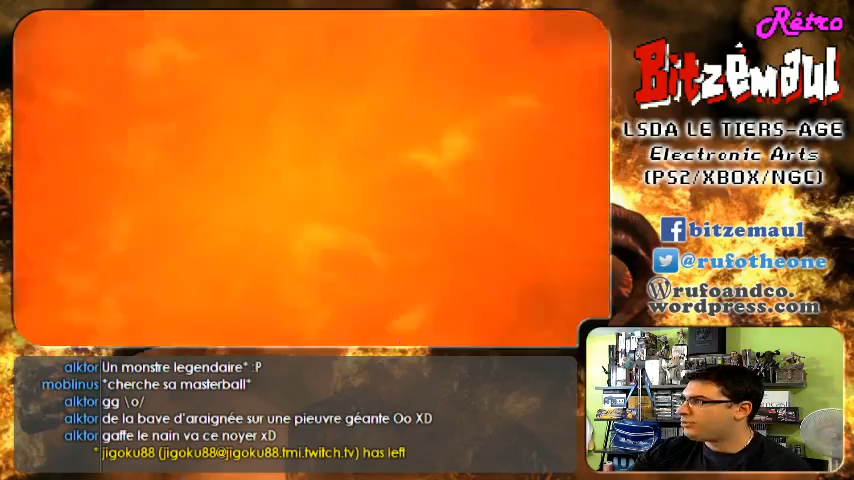 Rétro
Bitzemaul
LSDA LE TIERS-AGE
Electronic Arts
(PS2/XBOX/NGC)
bitzemaul
@rufotheone
rufoandco.
wordpress.com
alktor Un monstre legendaire* :P
moblinus *cherche sa masterball*
alktor gg \o/
alktor de la bave d'araignée sur une pieuvre géante Oo XD
alktor gaffe le nain va ce noyer xD
* jigoku88 (jigoku88@jigoku88.tmi.twitch.tv) has left